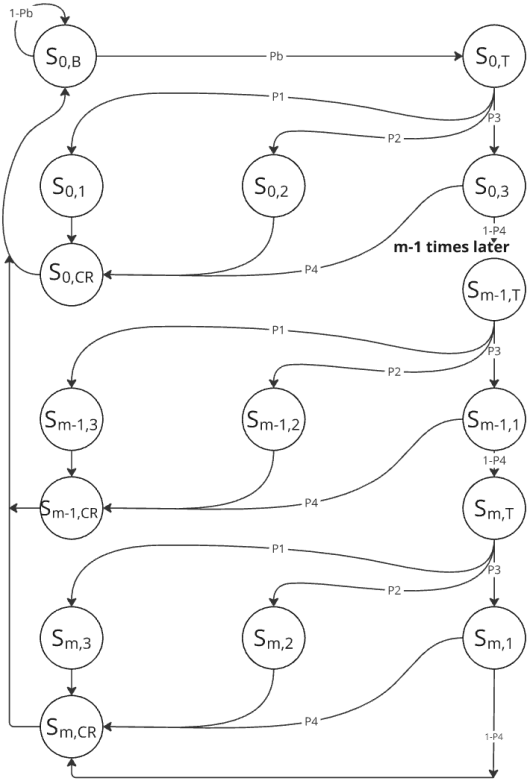 1-Pb
S0,B
Pb
S0,T
P1
P2
P3
S0,1
S0,2
S0,3
1-P4
m-1 times later
S0,CR
P4
Sm-1,T
P1
P2
P3
Sm-1,3
Sm-1,2
Sm-1,1
1-P4
Sm-1,CR
P4
Sm,T
P1
P2
P3
Sm,3
Sm,2
Sm,1
Sm,CR
P4
1-P4